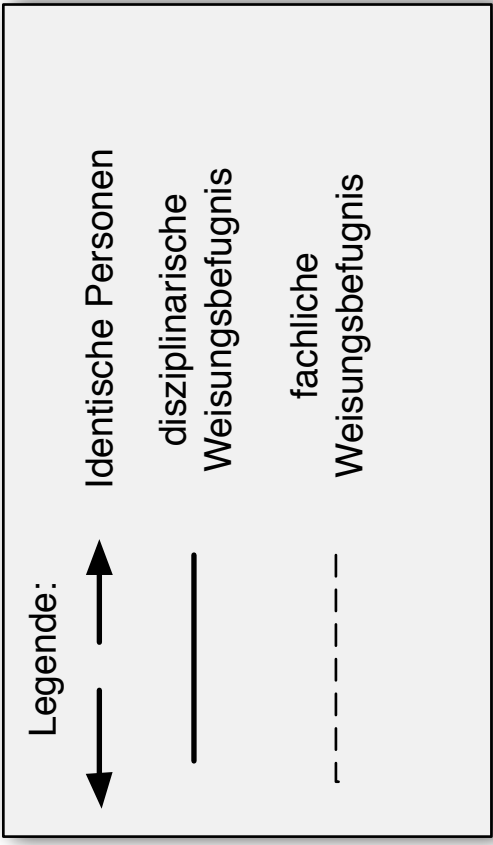 Legende:
Identische Personen
disziplinarische
Weisungsbefugnis
fachliche
Weisungsbefugnis